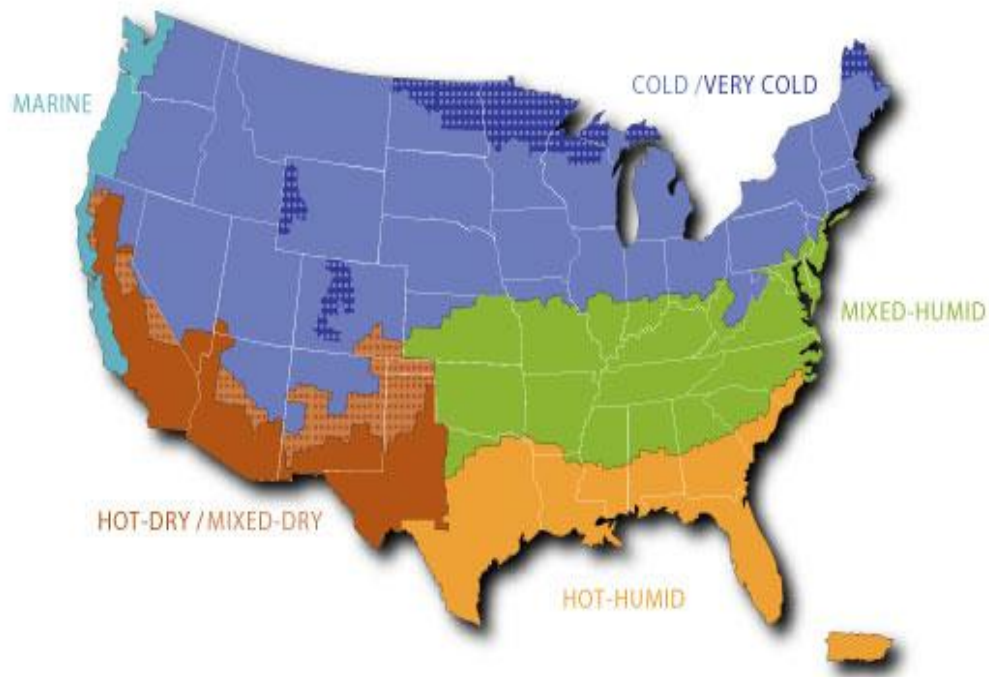 COLD /VERY COLD
MARINE
MIXED-HUMID
HOT-DRY /MIXED-DRY
HOT-HUMID